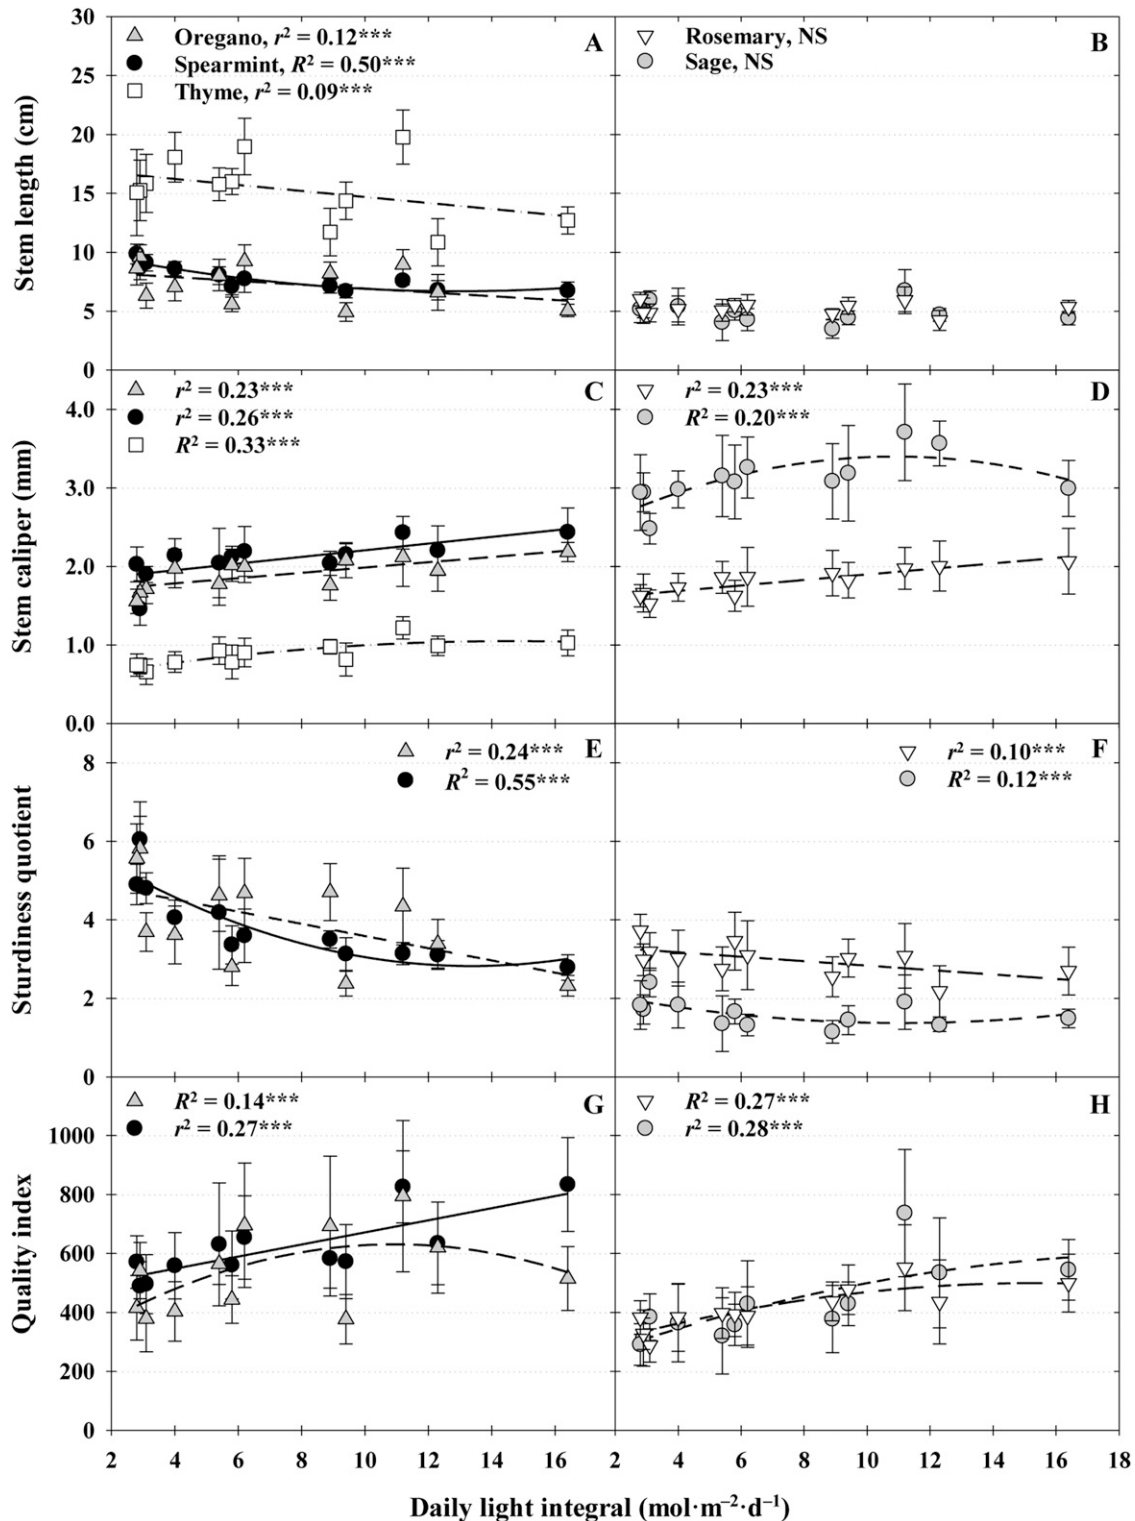 Oregano, r² = 0.12***
Spearmint, R² = 0.50***
Thyme, r² = 0.09***
A
Rosemary, NS
Sage, NS
B
Stem length (cm)
30
25
20
15
10
5
0
r² = 0.23***
r² = 0.26***
R² = 0.33***
C
r² = 0.23***
R² = 0.20***
D
Stem caliper (mm)
4.0
3.0
2.0
1.0
0.0
r² = 0.24***
R² = 0.55***
E
r² = 0.10***
R² = 0.12***
F
Sturdiness quotient
8
6
4
2
0
R² = 0.14***
r² = 0.27***
G
R² = 0.27***
r² = 0.28***
H
Quality index
1000
800
600
400
200
0
2 4 6 8 10 12 14 16 2 4 6 8 10 12 14 16 18
Daily light integral (mol·m⁻²·d⁻¹)